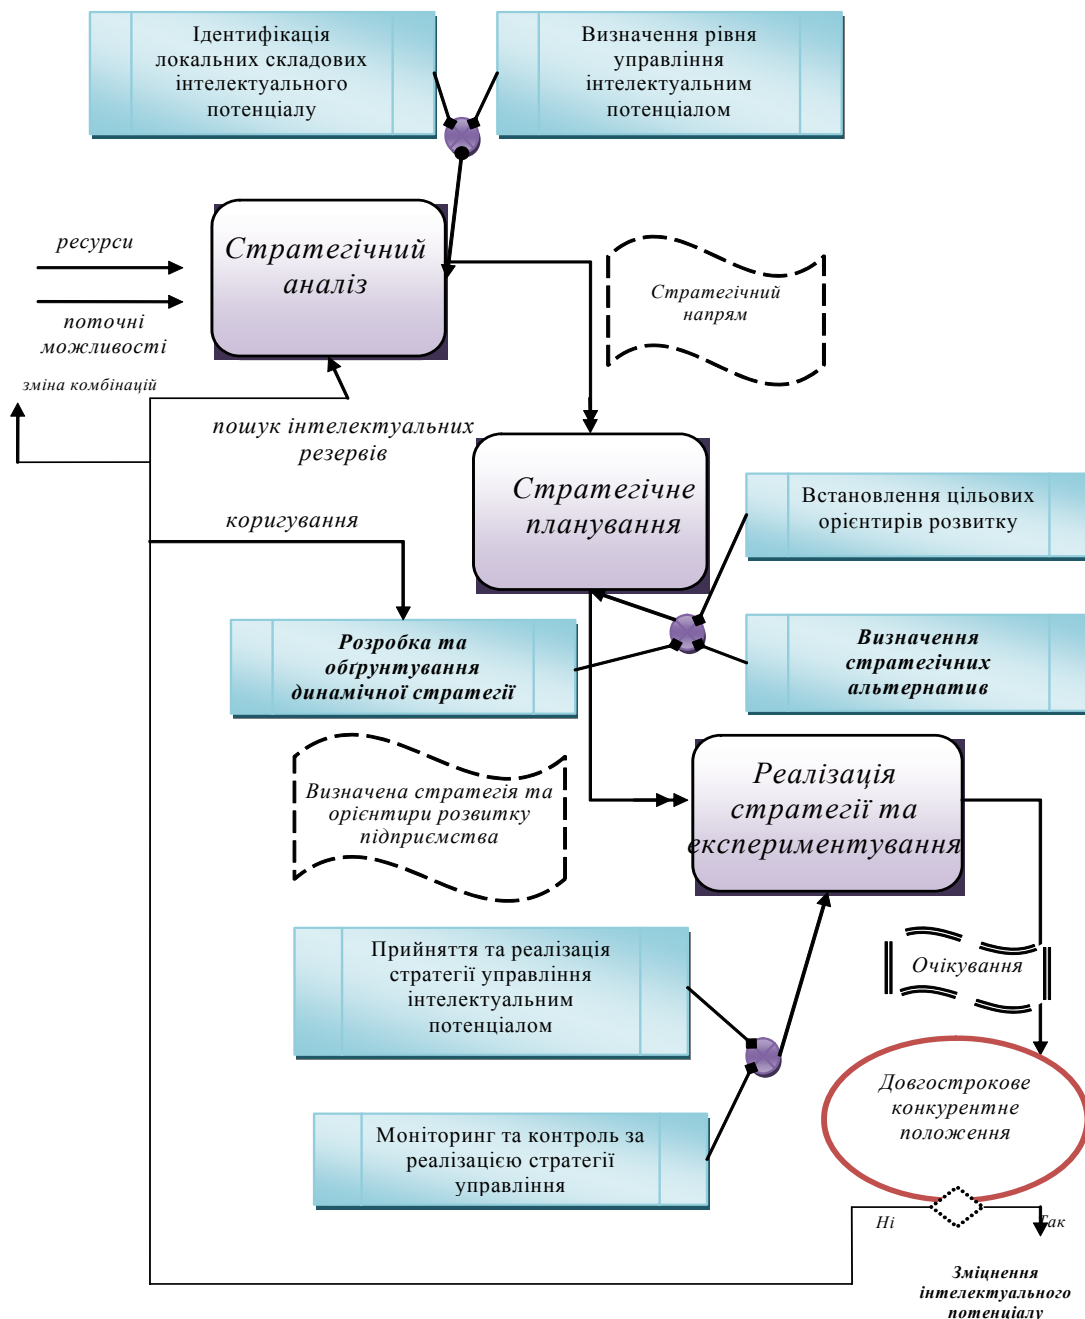 Ідентифікація
локальних складових
інтелектуального
потенціалу
Визначення рівня
управління
інтелектуальним
потенціалом
ресурси
Стратегічний
аналіз
поточні
можливості
Стратегічний
напрям
зміна комбінацій
пошук інтелектуальних
резервів
Стратегічне
планування
Встановлення цільових
орієнтирів розвитку
коригування
Розробка та
обґрунтування
динамічної стратегії
Визначення
стратегічних
альтернатив
Визначена стратегія та
орієнтири розвитку
підприємства
Реалізація
стратегії та
експериментування
Прийняття та реалізація
стратегії управління
інтелектуальним
потенціалом
Очікування
Довгострокове
конкурентне
положення
Моніторинг та контроль за
реалізацією стратегії
управління
Ні
Так
Зміцнення
інтелектуального
потенціалу